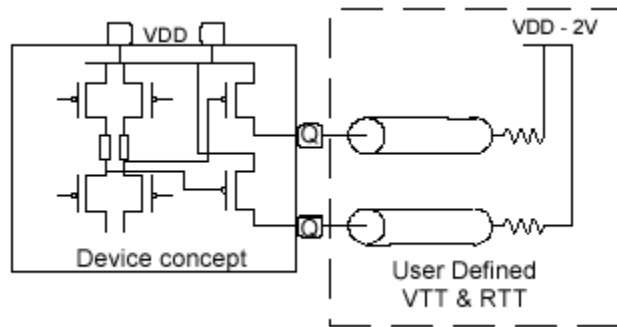 VDD
VDD - 2V
Q
Q
Device concept
User Defined
VTT & RTT